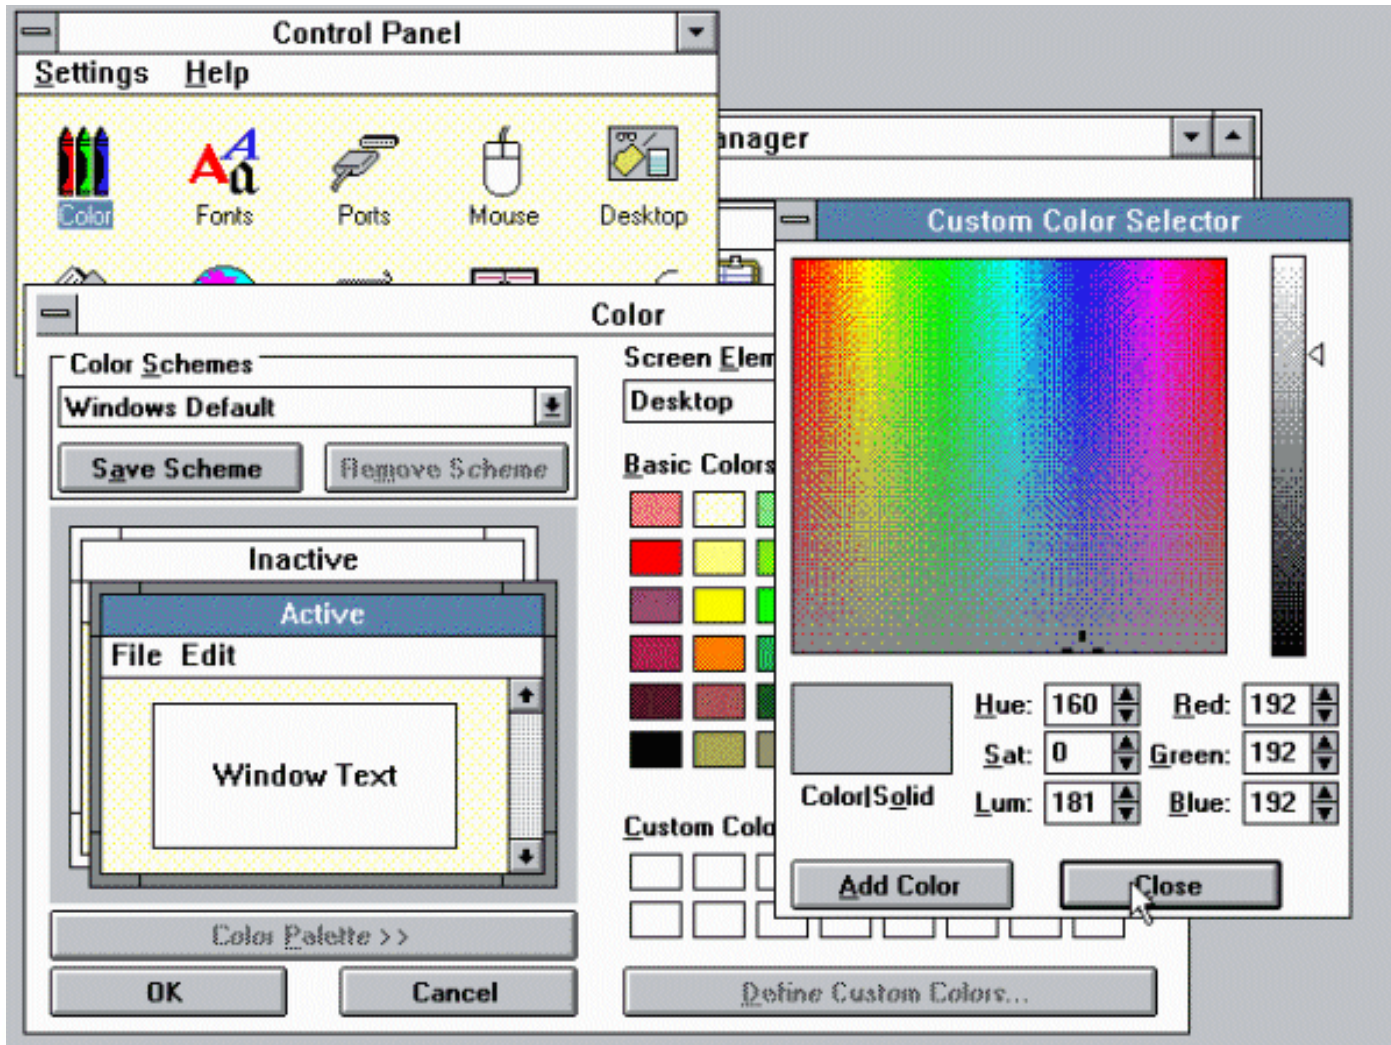 Control Panel
Settings Help
Color Fonts Ports Mouse Desktop
anager
Color
Color Schemes
Windows Default
Save Scheme Remove Scheme
Inactive
Active
File Edit
Window Text
Color Palette >>
OK Cancel
Screen Elem
Desktop
Basic Colors
Custom Colo
Define Custom Colors...
Custom Color Selector
Color|Solid
Hue: 160 Red: 192
Sat: 0 Green: 192
Lum: 181 Blue: 192
Add Color Close